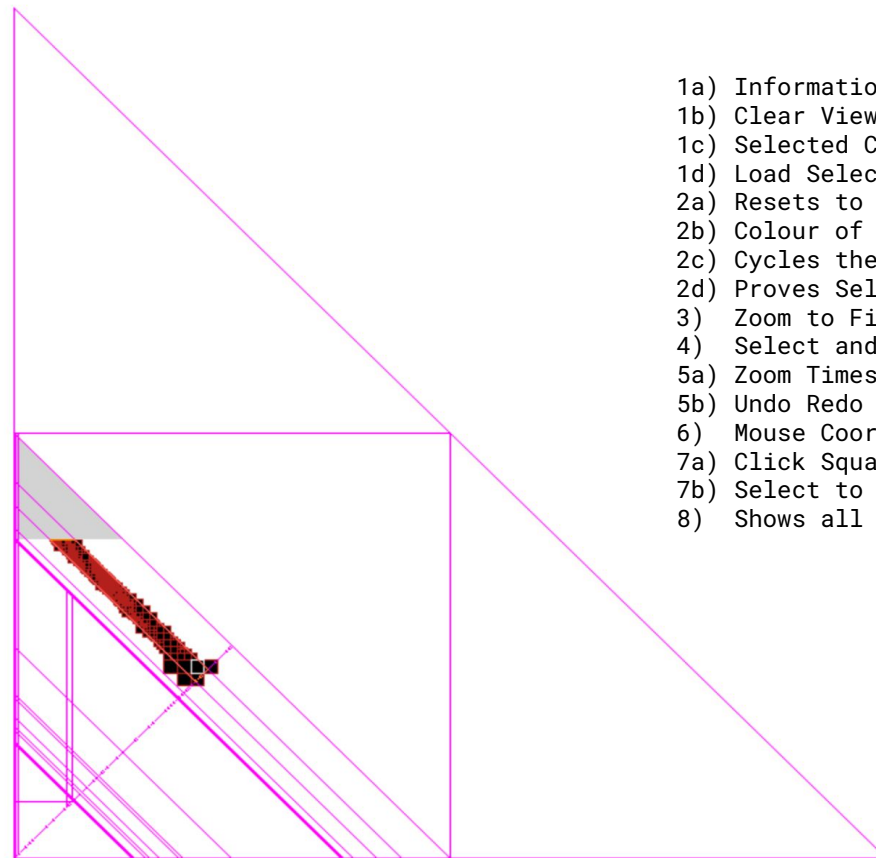 1a) Informatio
1b) Clear View
1c) Selected C
1d) Load Selec
2a) Resets to
2b) Colour of
2c) Cycles the
2d) Proves Sel
3)  Zoom to Fi
4)  Select and
5a) Zoom Times
5b) Undo Redo
6)  Mouse Coor
7a) Click Squa
7b) Select to
8)  Shows all